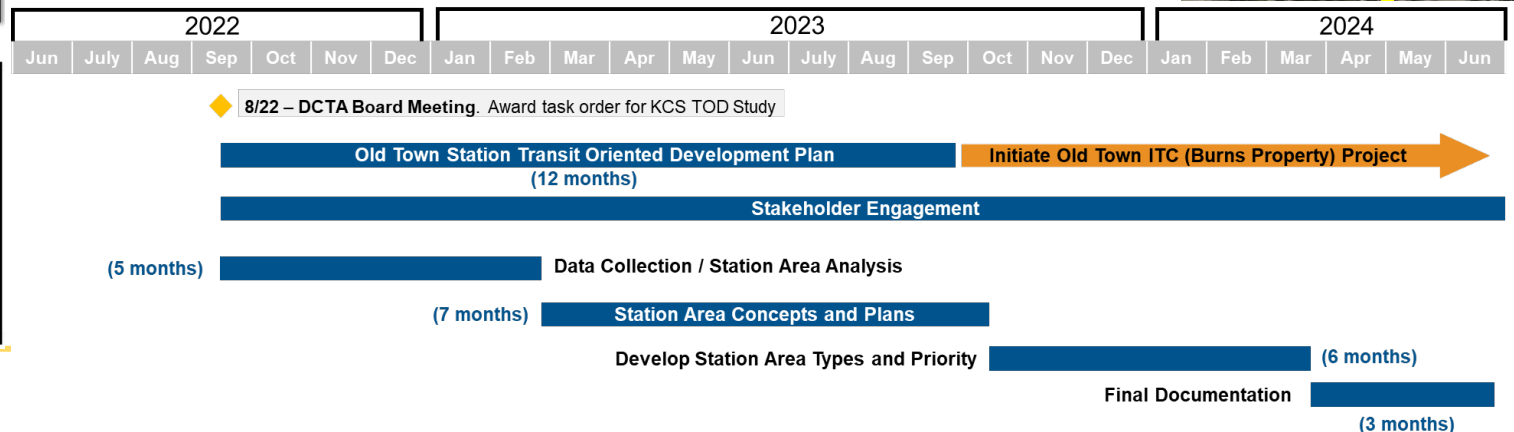 2022 2023 2024
Jun July Aug Sep Oct Nov Dec Jan Feb Mar Apr May Jun July Aug Sep Oct Nov Dec Jan Feb Mar Apr May Jun
8/22 – DCTA Board Meeting. Award task order for KCS TOD Study
Old Town Station Transit Oriented Development Plan Initiate Old Town ITC (Burns Property) Project
(12 months)
Stakeholder Engagement
(5 months) Data Collection / Station Area Analysis
(7 months) Station Area Concepts and Plans
Develop Station Area Types and Priority (6 months)
Final Documentation
(3 months)